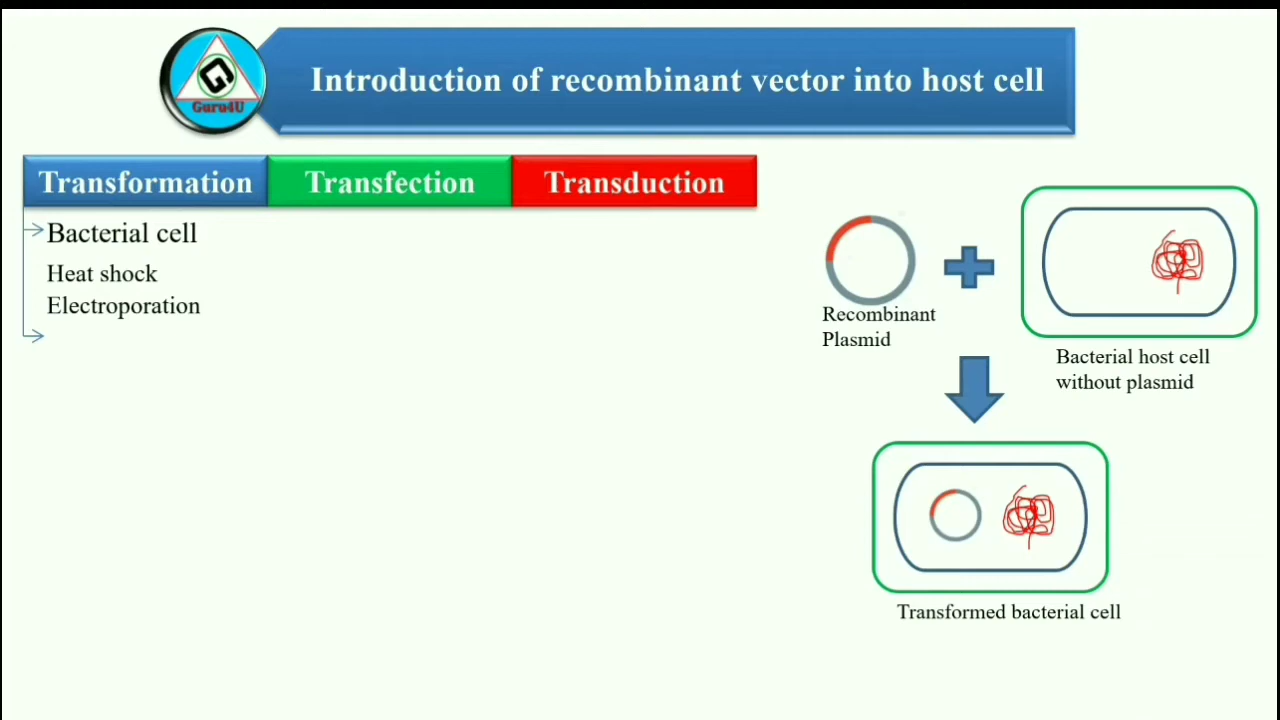 Guru4U
Introduction of recombinant vector into host cell
Transformation
Transfection
Transduction
Bacterial cell
Heat shock
Electroporation
Recombinant
Plasmid
Bacterial host cell
without plasmid
Transformed bacterial cell